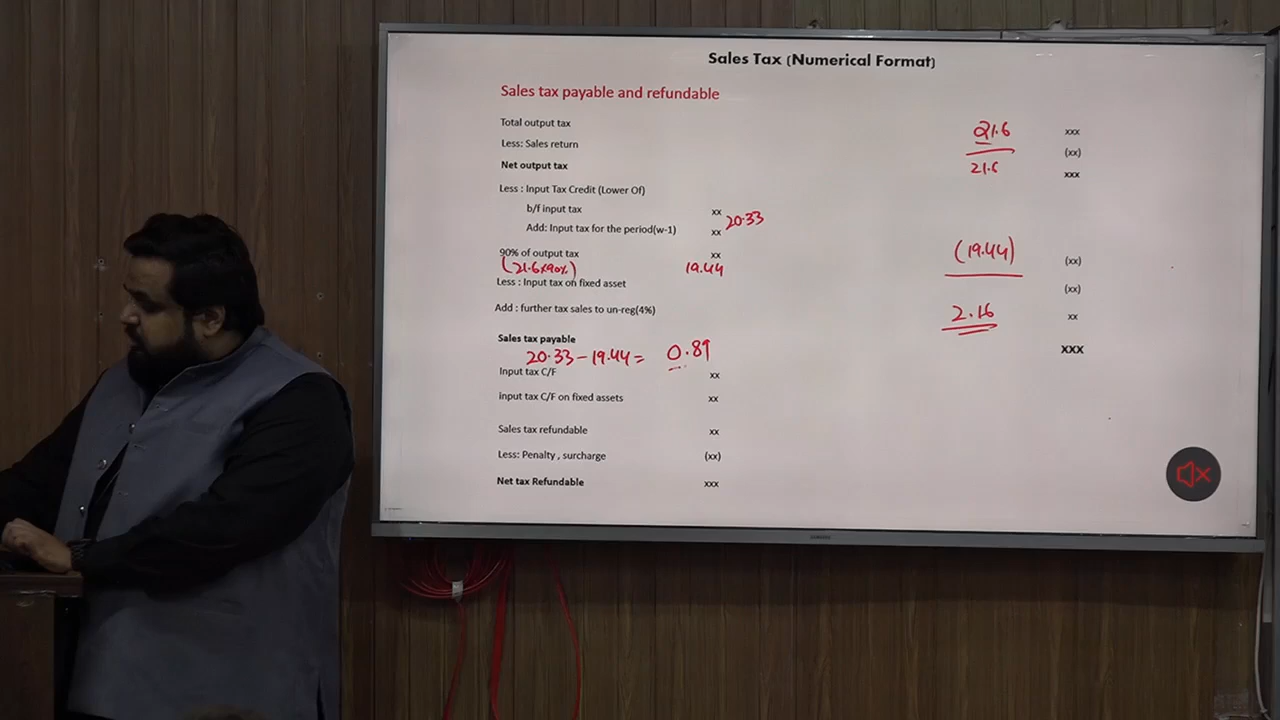 Sales Tax (Numerical Format)
Sales tax payable and refundable
Total output tax 21.6 xxx
Less: Sales return (xx)
Net output tax 21.6 xxx
Less : Input Tax Credit (Lower Of)
b/f input tax xx
20.33
Add: Input tax for the period(w-1) xx
90% of output tax xx (19.44) (xx)
(21.6x90%) 19.44
Less : Input tax on fixed asset (xx)
Add : further tax sales to un-reg(4%) 2.16 xx
Sales tax payable XXX
20.33-19.44= 0.89
Input tax C/F xx
Input tax C/F on fixed assets xx
Sales tax refundable xx
Less: Penalty , surcharge (xx)
Net tax Refundable xxx